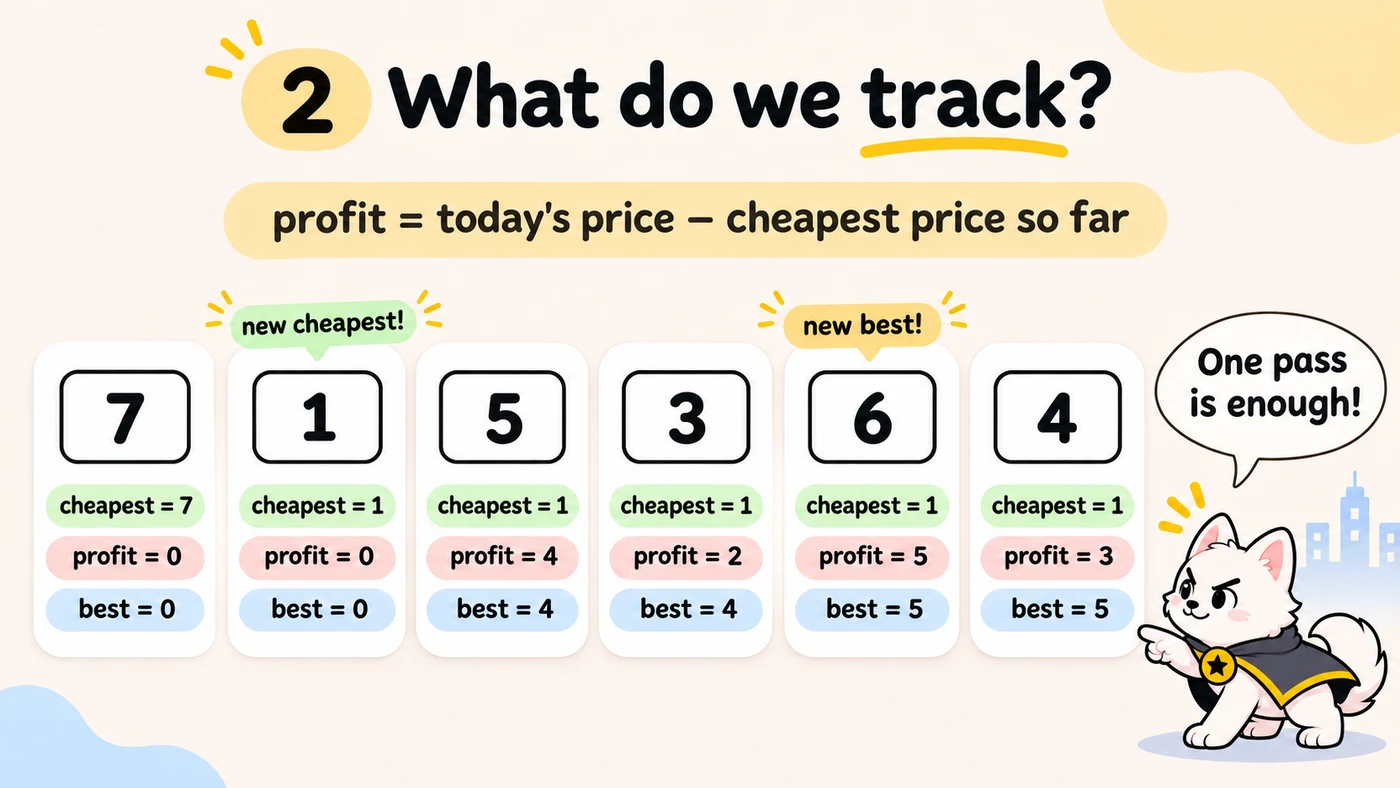 2 What do we track?
profit = today's price – cheapest price so far
new cheapest!
new best!
7
cheapest = 7
profit = 0
best = 0
1
cheapest = 1
profit = 0
best = 0
5
cheapest = 1
profit = 4
best = 4
3
cheapest = 1
profit = 2
best = 4
6
cheapest = 1
profit = 5
best = 5
4
cheapest = 1
profit = 3
best = 5
One pass
is enough!